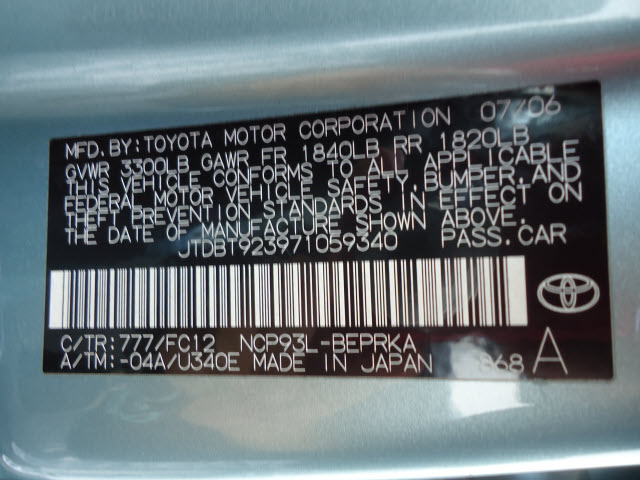 MFD. BY: TOYOTA MOTOR CORPORATION 07/06
GVWR 3300LB GAWR FR 1840LB RR 1820LB
THIS VEHICLE CONFORMS TO ALL APPLICABLE
FEDERAL MOTOR VEHICLE SAFETY, BUMPER, AND
THEFT PREVENTION STANDARDS IN EFFECT ON
THE DATE OF MANUFACTURE SHOWN ABOVE.
JTDBT923971059340 PASS. CAR
C/TR: 777/FC12 NCP93L-BEPRKA
A/TM: -04A/U340E MADE IN JAPAN 868 A